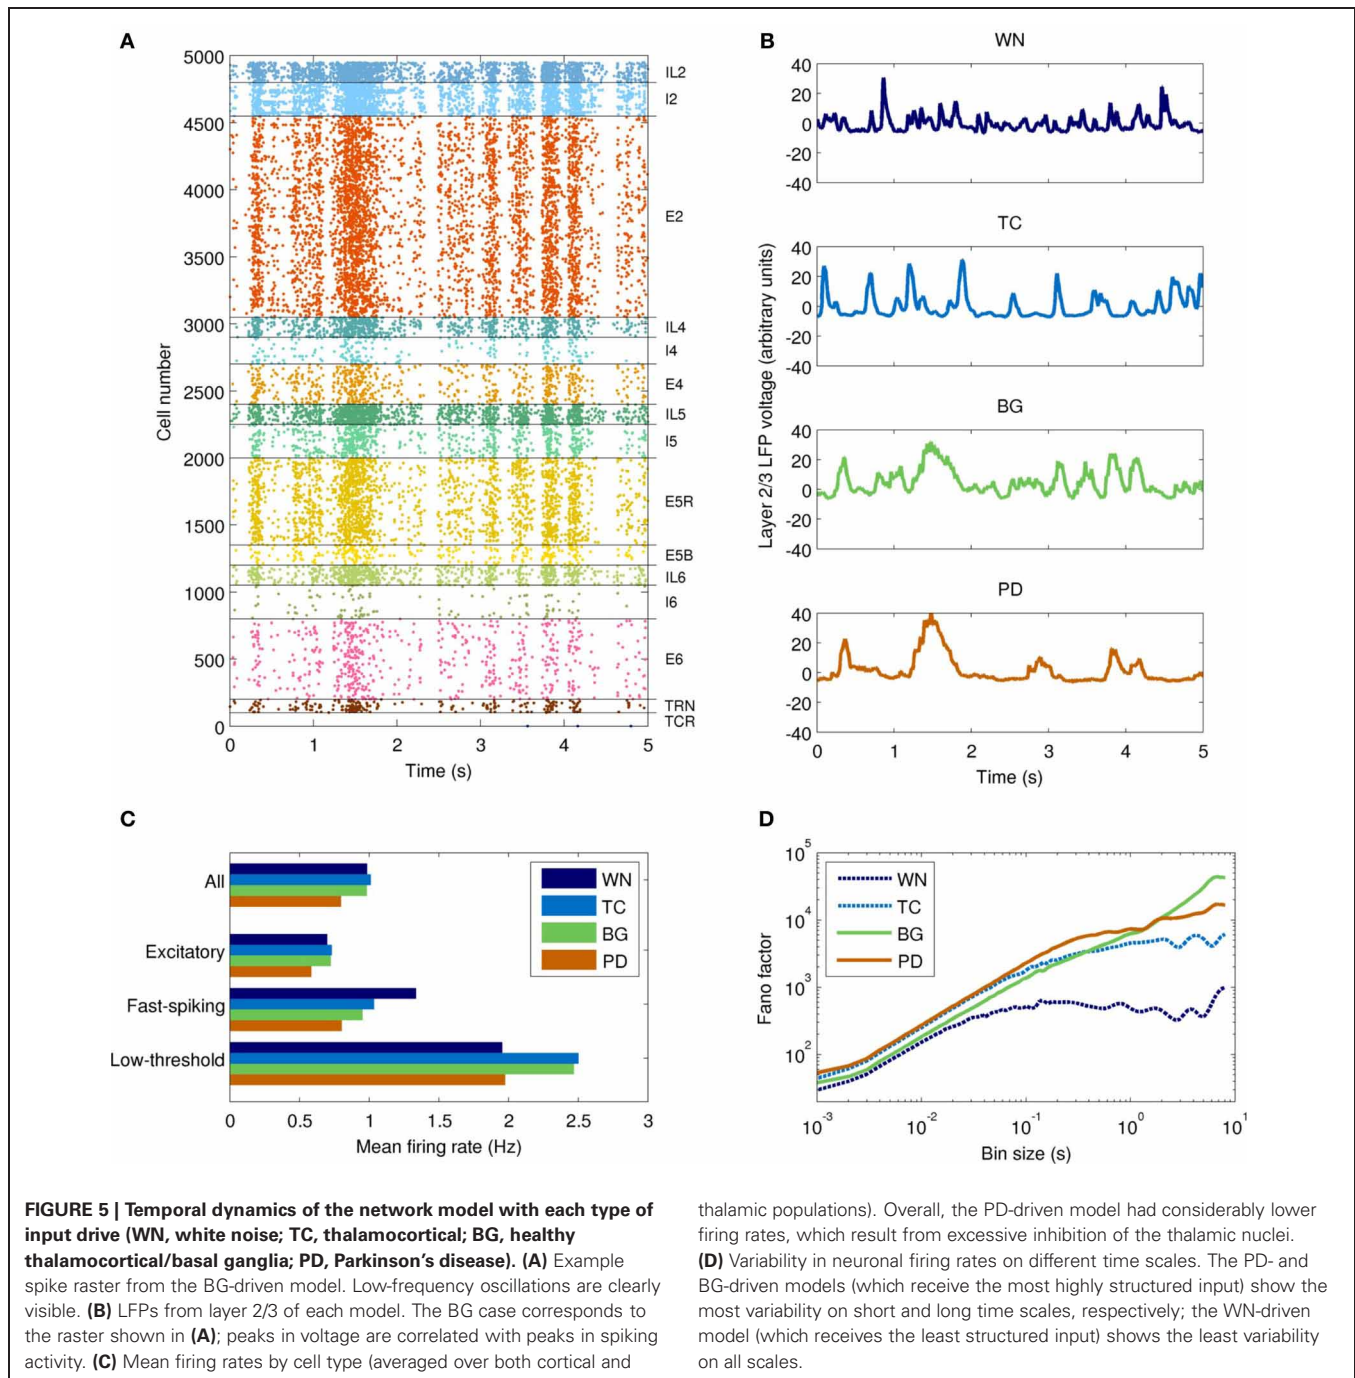 A
5000
4500
4000
3500
3000
2500
2000
1500
1000
500
0
Cell number
IL2
I2
E2
IL4
I4
E4
IL5
I5
E5R
E5B
IL6
I6
E6
TRN
TCR
0 1 2 3 4 5
Time (s)
B
WN
40
20
0
-20
-40
TC
40
20
0
-20
-40
BG
40
20
0
-20
-40
PD
40
20
0
-20
-40
Layer 2/3 LFP voltage (arbitrary units)
0 1 2 3 4 5
Time (s)
C
All
Excitatory
Fast-spiking
Low-threshold
WN
TC
BG
PD
0 0.5 1 1.5 2 2.5 3
Mean firing rate (Hz)
D
10^5
10^4
10^3
10^2
Fano factor
WN
TC
BG
PD
10^-3 10^-2 10^-1 10^0 10^1
Bin size (s)
FIGURE 5 | Temporal dynamics of the network model with each type of
input drive (WN, white noise; TC, thalamocortical; BG, healthy
thalamocortical/basal ganglia; PD, Parkinson's disease). (A) Example
spike raster from the BG-driven model. Low-frequency oscillations are clearly
visible. (B) LFPs from layer 2/3 of each model. The BG case corresponds to
the raster shown in (A); peaks in voltage are correlated with peaks in spiking
activity. (C) Mean firing rates by cell type (averaged over both cortical and
thalamic populations). Overall, the PD-driven model had considerably lower
firing rates, which result from excessive inhibition of the thalamic nuclei.
(D) Variability in neuronal firing rates on different time scales. The PD- and
BG-driven models (which receive the most highly structured input) show the
most variability on short and long time scales, respectively; the WN-driven
model (which receives the least structured input) shows the least variability
on all scales.